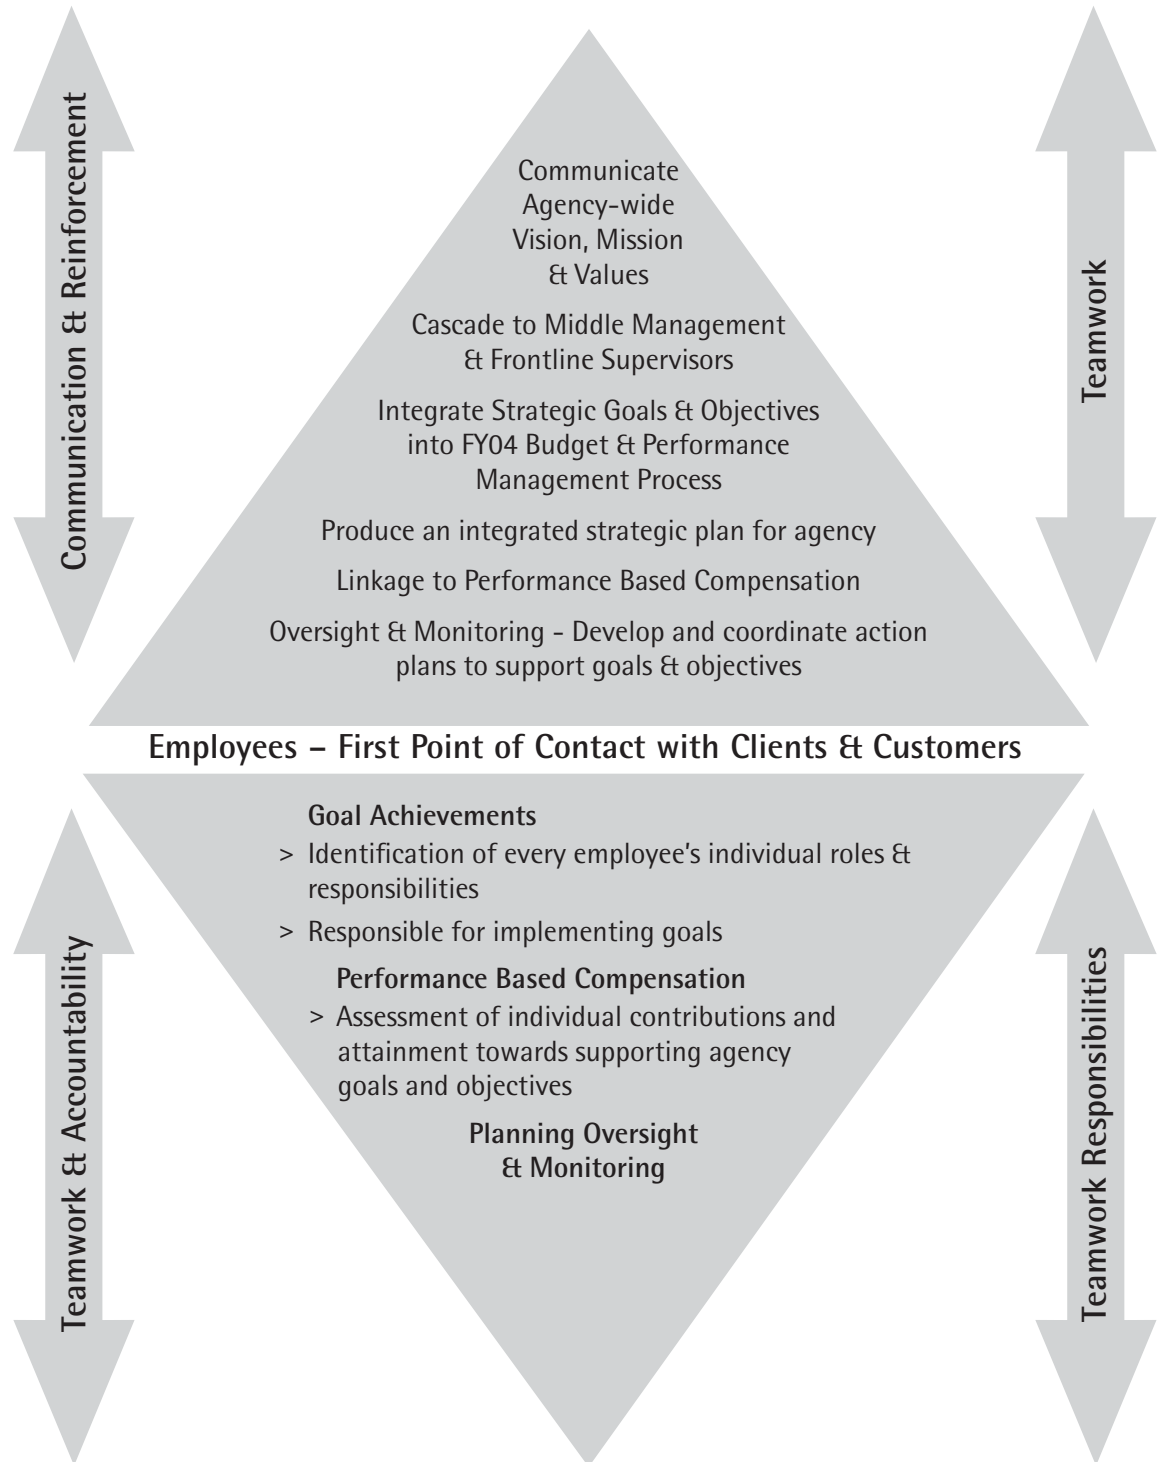 Communication & Reinforcement
Teamwork
Communicate
Agency-wide
Vision, Mission
& Values
Cascade to Middle Management
& Frontline Supervisors
Integrate Strategic Goals & Objectives
into FY04 Budget & Performance
Management Process
Produce an integrated strategic plan for agency
Linkage to Performance Based Compensation
Oversight & Monitoring - Develop and coordinate action
plans to support goals & objectives
Employees – First Point of Contact with Clients & Customers
Teamwork & Accountability
Teamwork Responsibilities
Goal Achievements
> Identification of every employee's individual roles &
responsibilities
> Responsible for implementing goals
Performance Based Compensation
> Assessment of individual contributions and
attainment towards supporting agency
goals and objectives
Planning Oversight
& Monitoring